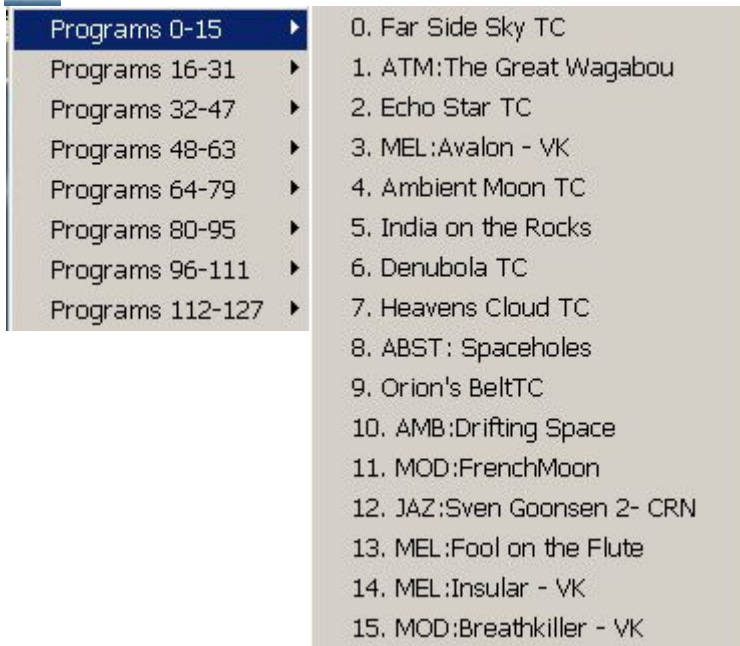 Programs 0-15
Programs 16-31
Programs 32-47
Programs 48-63
Programs 64-79
Programs 80-95
Programs 96-111
Programs 112-127
0. Far Side Sky TC
1. ATM:The Great Wagabou
2. Echo Star TC
3. MEL:Avalon - VK
4. Ambient Moon TC
5. India on the Rocks
6. Denubola TC
7. Heavens Cloud TC
8. ABST: Spaceholes
9. Orion's BeltTC
10. AMB:Drifting Space
11. MOD:FrenchMoon
12. JAZ:Sven Goonsen 2- CRN
13. MEL:Fool on the Flute
14. MEL:Insular - VK
15. MOD:Breathkiller - VK